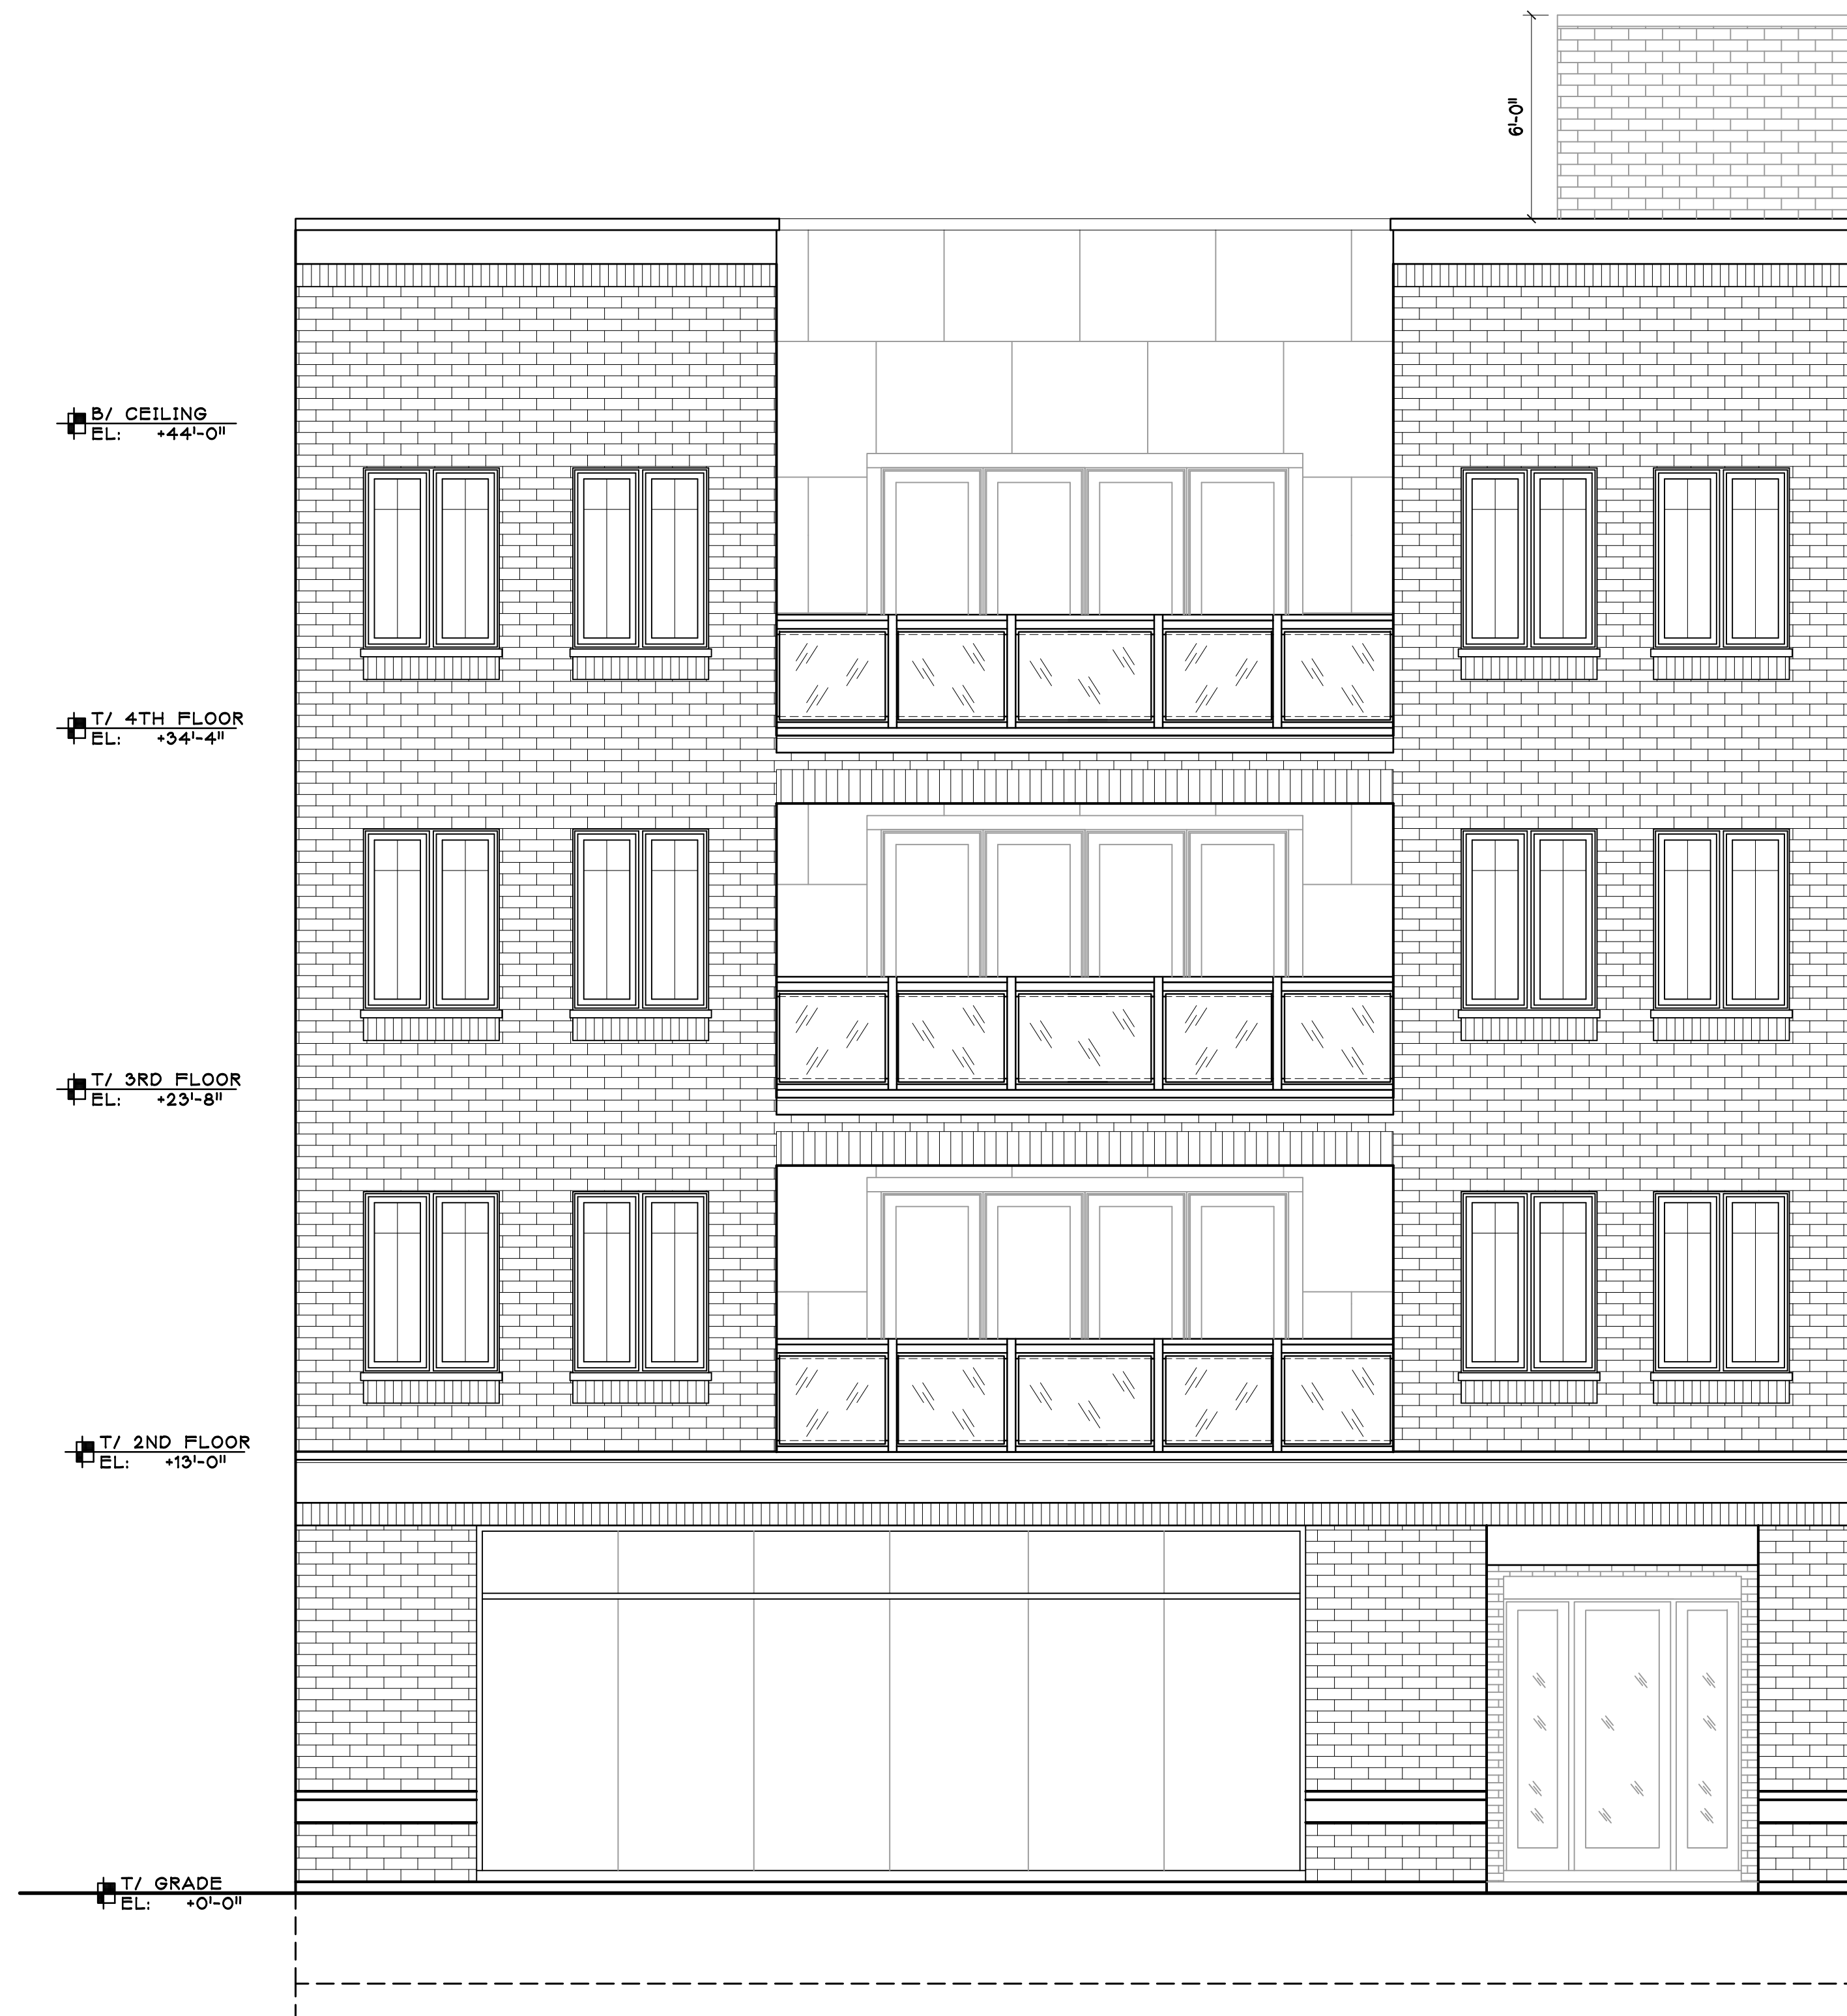 6'-0"
B/ CEILING
EL: +44'-0"
T/ 4TH FLOOR
EL: +34'-4"
T/ 3RD FLOOR
EL: +23'-8"
T/ 2ND FLOOR
EL: +13'-0"
T/ GRADE
EL: +0'-0"